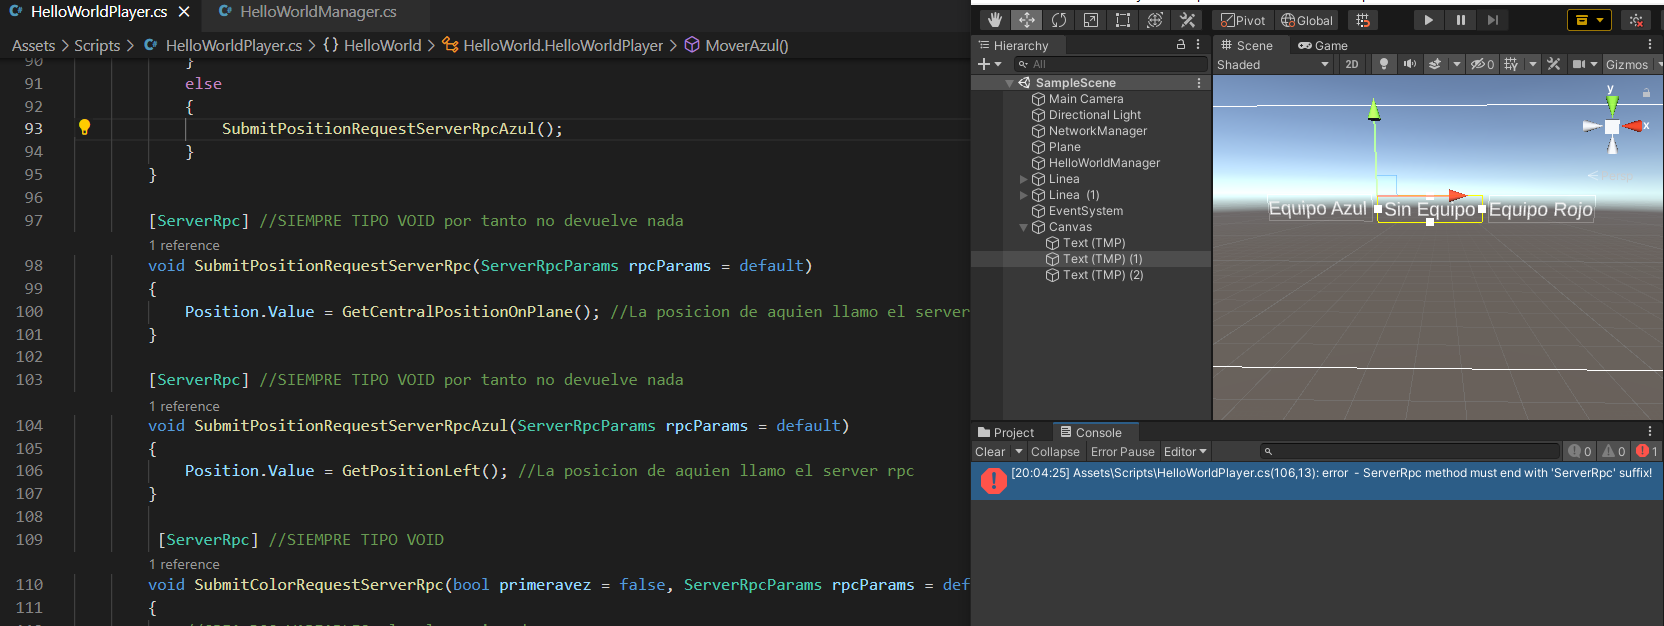 HelloWorldPlayer.cs
HelloWorldManager.cs
Assets > Scripts > HelloWorldPlayer.cs > {} HelloWorld > HelloWorld.HelloWorldPlayer > MoverAzul()
90 }
91 else
92 {
93 SubmitPositionRequestServerRpcAzul();
94 }
95 }
96
97 [ServerRpc] //SIEMPRE TIPO VOID por tanto no devuelve nada
1 reference
98 void SubmitPositionRequestServerRpc(ServerRpcParams rpcParams = default)
99 {
100 Position.Value = GetCentralPositionOnPlane(); //La posicion de aquien llamo el server
101 }
102
103 [ServerRpc] //SIEMPRE TIPO VOID por tanto no devuelve nada
1 reference
104 void SubmitPositionRequestServerRpcAzul(ServerRpcParams rpcParams = default)
105 {
106 Position.Value = GetPositionLeft(); //La posicion de aquien llamo el server rpc
107 }
108
109 [ServerRpc] //SIEMPRE TIPO VOID
1 reference
110 void SubmitColorRequestServerRpc(bool primeravez = false, ServerRpcParams rpcParams = def
111 {
Pivot Global
Hierarchy
All
SampleScene
Main Camera
Directional Light
NetworkManager
Plane
HelloWorldManager
Linea
Linea (1)
EventSystem
Canvas
Text (TMP)
Text (TMP) (1)
Text (TMP) (2)
Scene Game
Shaded 2D 0 Gizmos
y
x
Equipo Azul Sin Equipo Equipo Rojo
Project Console
Clear Collapse Error Pause Editor 0 0 1
[20:04:25] Assets\Scripts\HelloWorldPlayer.cs(106,13): error - ServerRpc method must end with 'ServerRpc' suffix!